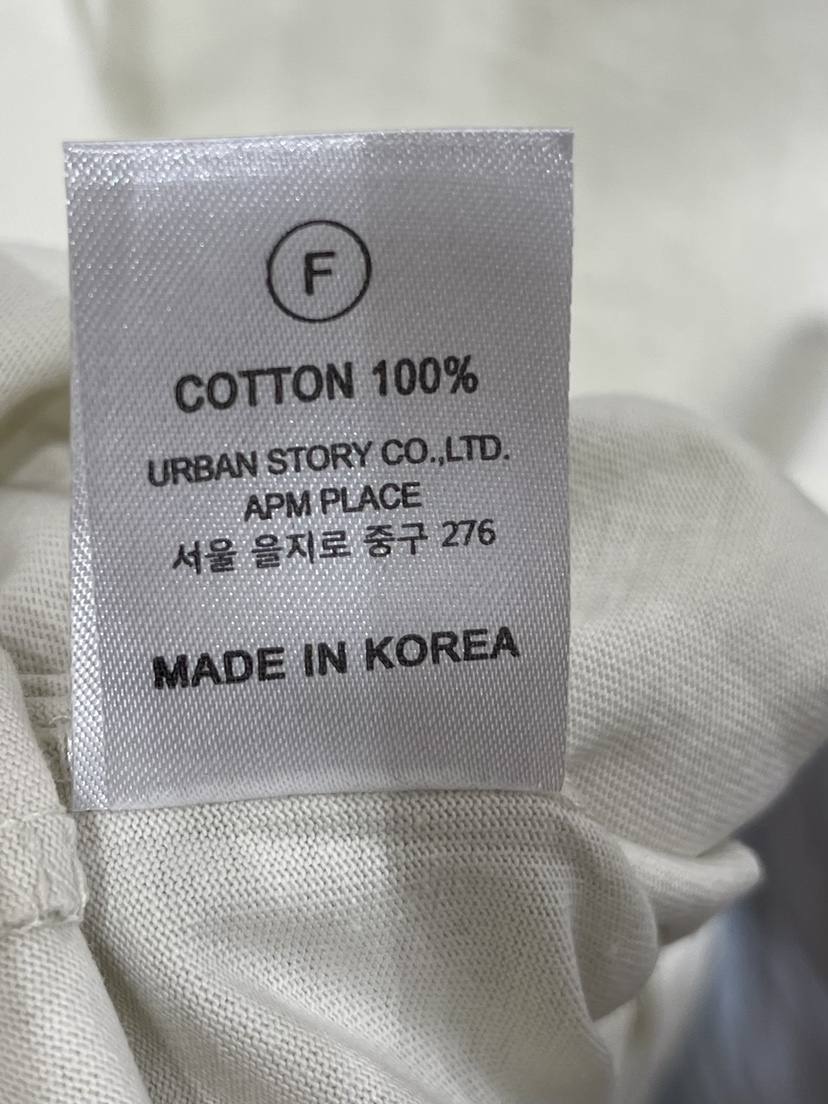 F
COTTON 100%
URBAN STORY CO.,LTD.
APM PLACE
서울 을지로 중구 276
MADE IN KOREA